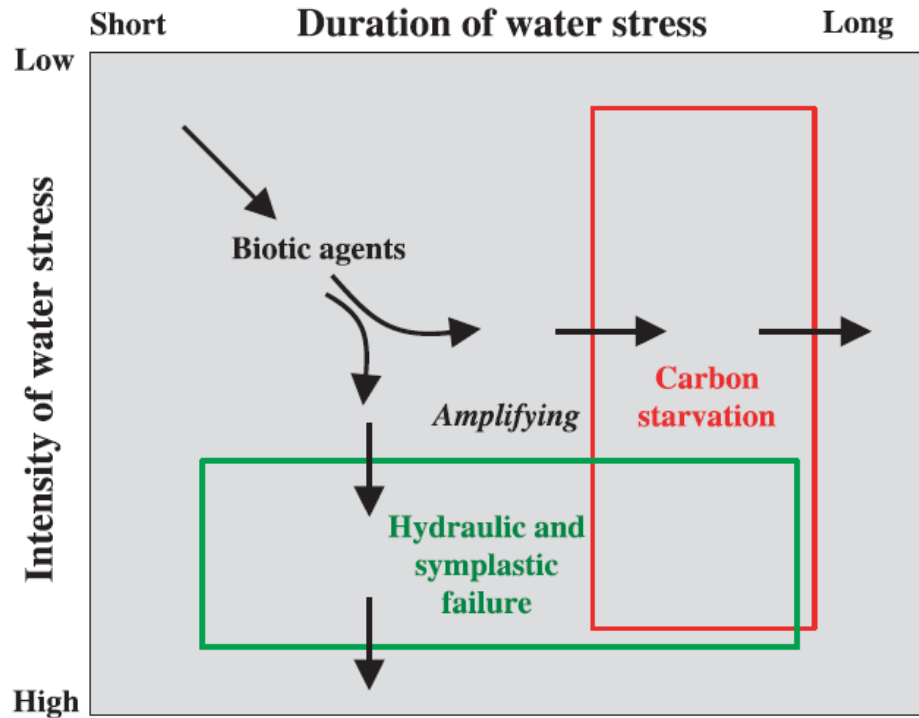 Short
Duration of water stress
Long
Low
Intensity of water stress
Biotic agents
Amplifying
Carbon
starvation
Hydraulic and
symplastic
failure
High